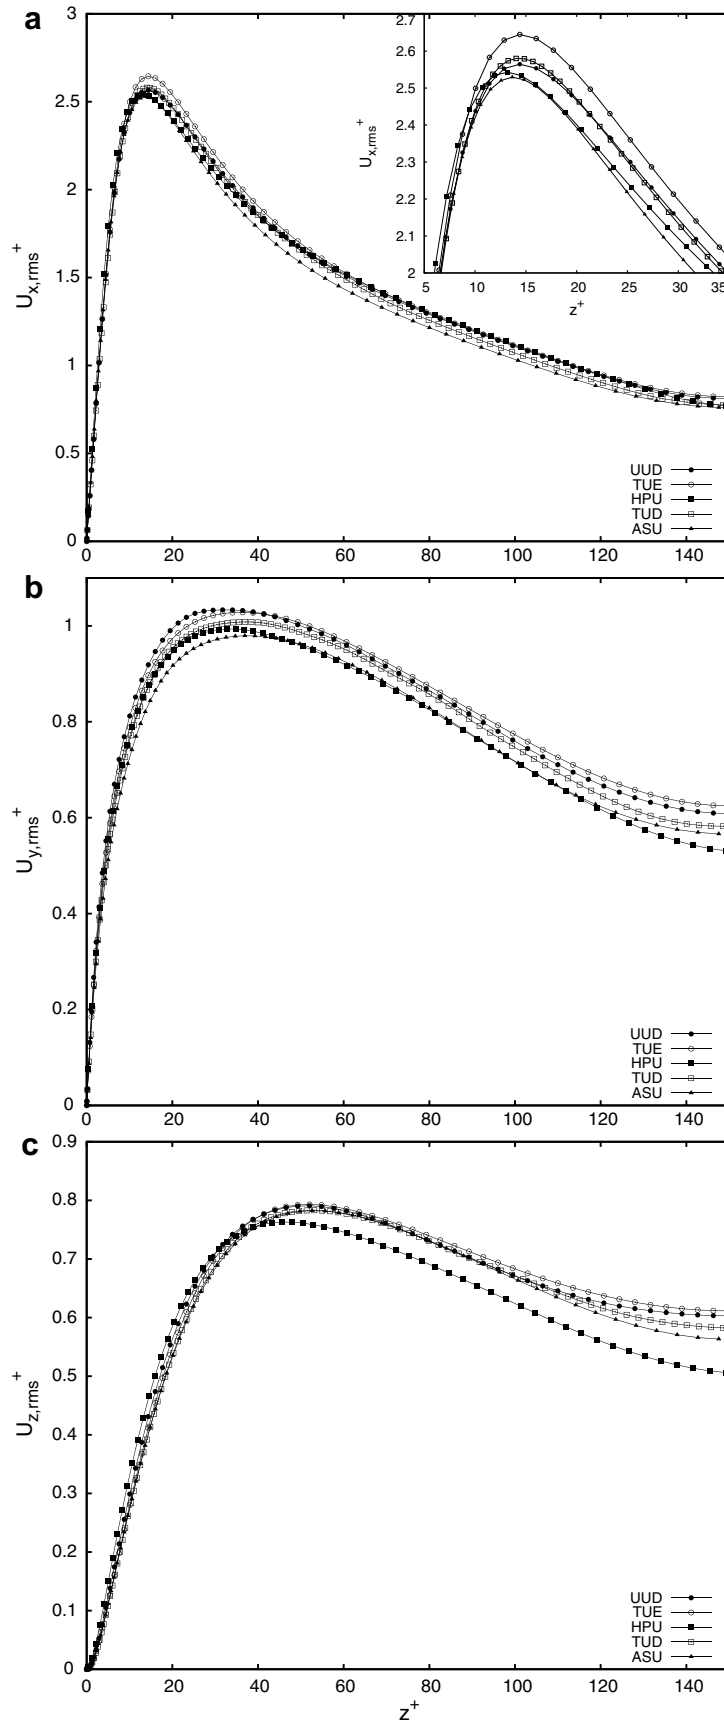 a
3
2.5
2
1.5
1
0.5
0
U_{x,rms}^+
0 20 40 60 80 100 120 140
2.7
2.6
2.5
2.4
2.3
2.2
2.1
2
U_{x,rms}^+
5 10 15 20 25 30 35
z^+
UUD
TUE
HPU
TUD
ASU
b
1
0.8
0.6
0.4
0.2
0
U_{y,rms}^+
0 20 40 60 80 100 120 140
UUD
TUE
HPU
TUD
ASU
c
0.9
0.8
0.7
0.6
0.5
0.4
0.3
0.2
0.1
0
U_{z,rms}^+
0 20 40 60 80 100 120 140
z^+
UUD
TUE
HPU
TUD
ASU